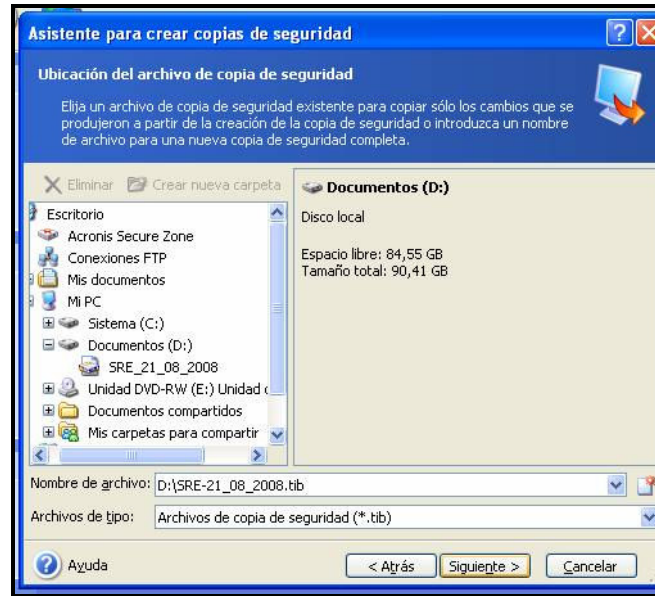 Asistente para crear copias de seguridad
Ubicación del archivo de copia de seguridad
Elija un archivo de copia de seguridad existente para copiar sólo los cambios que se
produjeron a partir de la creación de la copia de seguridad o introduzca un nombre
de archivo para una nueva copia de seguridad completa.
Eliminar Crear nueva carpeta
Escritorio
Acronis Secure Zone
Conexiones FTP
Mis documentos
Mi PC
Sistema (C:)
Documentos (D:)
SRE_21_08_2008
Unidad DVD-RW (E:) Unidad
Documentos compartidos
Mis carpetas para compartir
Documentos (D:)
Disco local
Espacio libre: 84,55 GB
Tamaño total: 90,41 GB
Nombre de archivo: D:\SRE-21_08_2008.tib
Archivos de tipo: Archivos de copia de seguridad (*.tib)
Ayuda
< Atrás Siguiente > Cancelar